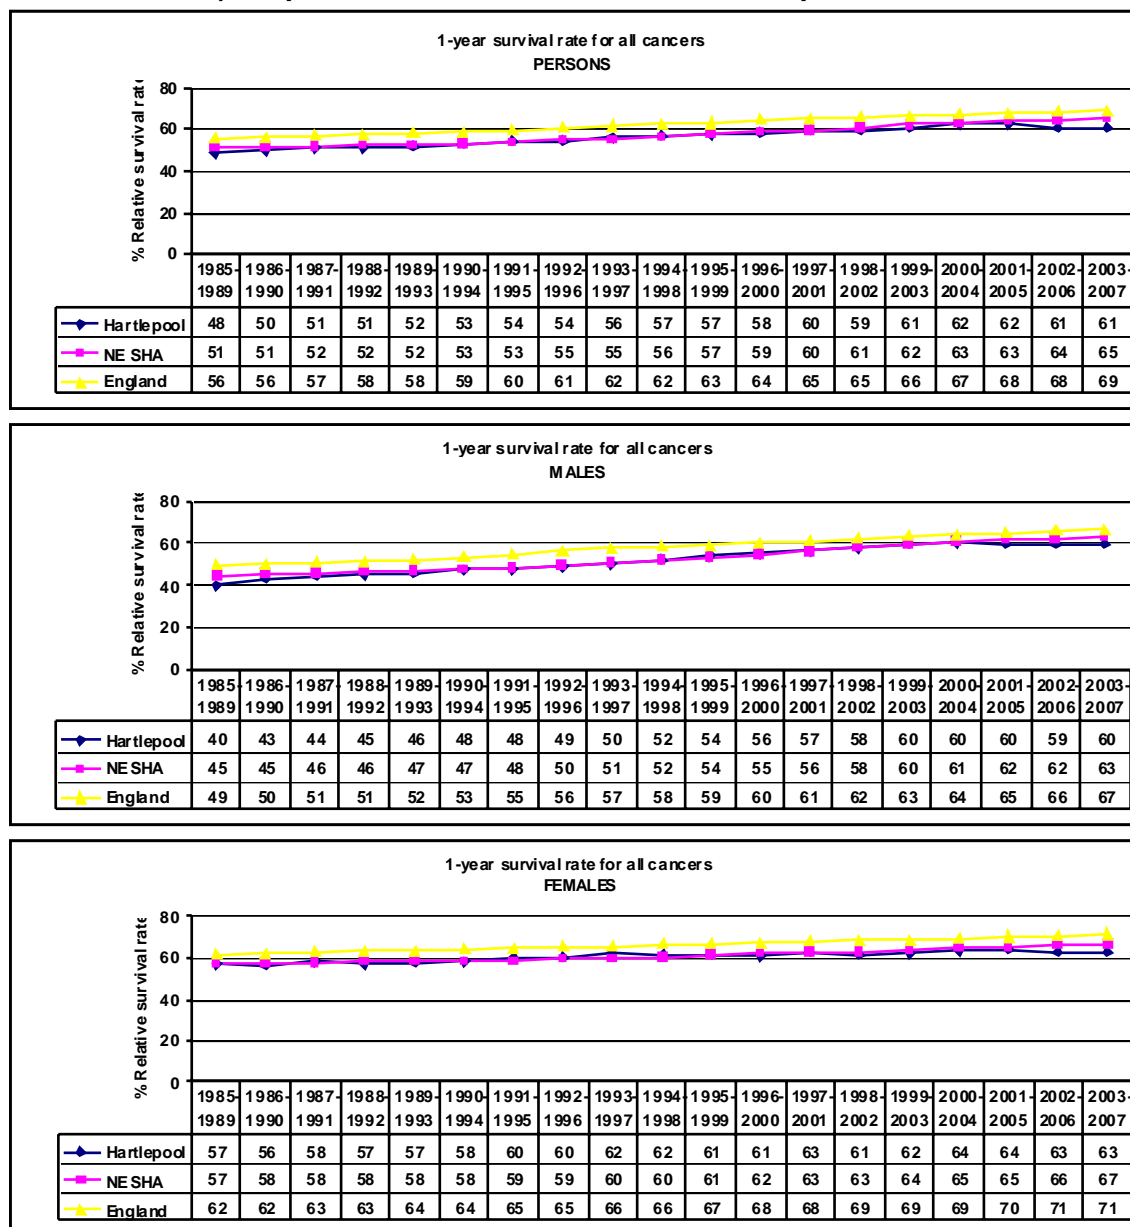 1-year survival rate for all cancers
PERSONS
% Relative survival rate
80
60
40
20
0
1985- 1986- 1987- 1988- 1989- 1990- 1991- 1992- 1993- 1994- 1995- 1996- 1997- 1998- 1999- 2000- 2001- 2002- 2003-
1989 1990 1991 1992 1993 1994 1995 1996 1997 1998 1999 2000 2001 2002 2003 2004 2005 2006 2007
Hartlepool 48 50 51 51 52 53 54 54 56 57 57 58 60 59 61 62 62 61 61
NE SHA 51 51 52 52 52 53 53 55 55 56 57 59 60 61 62 63 63 64 65
England 56 56 57 58 58 59 60 61 62 62 63 64 65 65 66 67 68 68 69
1-year survival rate for all cancers
MALES
% Relative survival rate
80
60
40
20
0
1985- 1986- 1987- 1988- 1989- 1990- 1991- 1992- 1993- 1994- 1995- 1996- 1997- 1998- 1999- 2000- 2001- 2002- 2003-
1989 1990 1991 1992 1993 1994 1995 1996 1997 1998 1999 2000 2001 2002 2003 2004 2005 2006 2007
Hartlepool 40 43 44 45 46 48 48 49 50 52 54 56 57 58 60 60 60 59 60
NE SHA 45 45 46 46 47 47 48 50 51 52 54 55 56 58 60 61 62 62 63
England 49 50 51 51 52 53 55 56 57 58 59 60 61 62 63 64 65 66 67
1-year survival rate for all cancers
FEMALES
% Relative survival rate
80
60
40
20
0
1985- 1986- 1987- 1988- 1989- 1990- 1991- 1992- 1993- 1994- 1995- 1996- 1997- 1998- 1999- 2000- 2001- 2002- 2003-
1989 1990 1991 1992 1993 1994 1995 1996 1997 1998 1999 2000 2001 2002 2003 2004 2005 2006 2007
Hartlepool 57 56 58 57 57 58 60 60 62 62 61 61 63 61 62 64 64 63 63
NE SHA 57 58 58 58 58 58 59 59 60 60 61 62 63 63 64 65 65 66 67
England 62 62 63 63 64 64 65 65 66 66 67 68 68 69 69 69 70 71 71